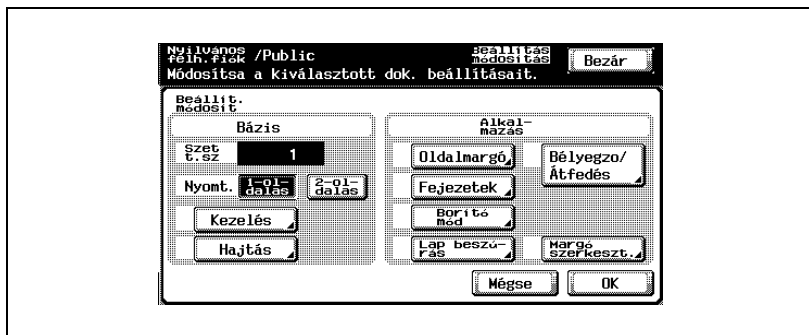 Nyilvános
félh.fiók /Public
Beállítás
módosítás
Bezár
Módosítsa a kiválasztott dok. beállításait.
Beállít.
módosít
Bázis
Alkal-
mazás
Szet
t.sz
1
Oldalmargó
Bélyegzo/
Átfedés
Nyomt.
1-ol-
dalas
2-ol-
dalas
Fejezetek
Kezelés
Borító
mód
Hajtás
Lap beszú-
rás
Margó
szerkeszt.
Mégse
OK